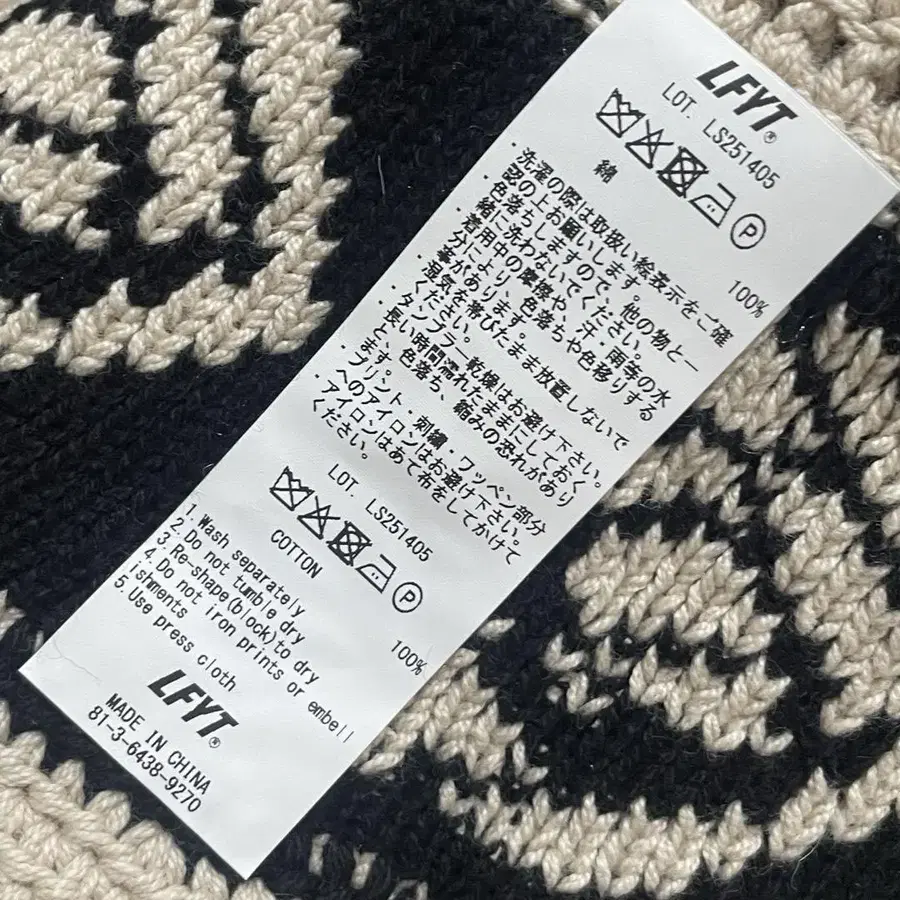 LFYT®
LOT. LS251405
P
綿 100%
・洗濯の際は取扱い絵表示をご確
認の上お願いします。
・色落ちしますので、他の物と一
緒に洗わないでください。
・着用中の摩擦や、汗、雨等の水
分により、色落ちや色移りする
事があります。
・湿気を帯びたまま放置しないで
ください。
・タンブラー乾燥はお避け下さい。
・長い時間濡れたままにしておく
と、色落ち、縮みの恐れがあり
ます。
・プリント・刺繍・ワッペン部分
へのアイロンはお避け下さい。
・アイロンはあて布をしてかけて
ください。
LOT. LS251405
P
COTTON 100%
1. Wash separately
2. Do not tumble dry
3. Re-shape(block)to dry
4. Do not iron prints or embell
ishments
5. Use press cloth
LFYT®
MADE IN CHINA
81-3-6438-9270